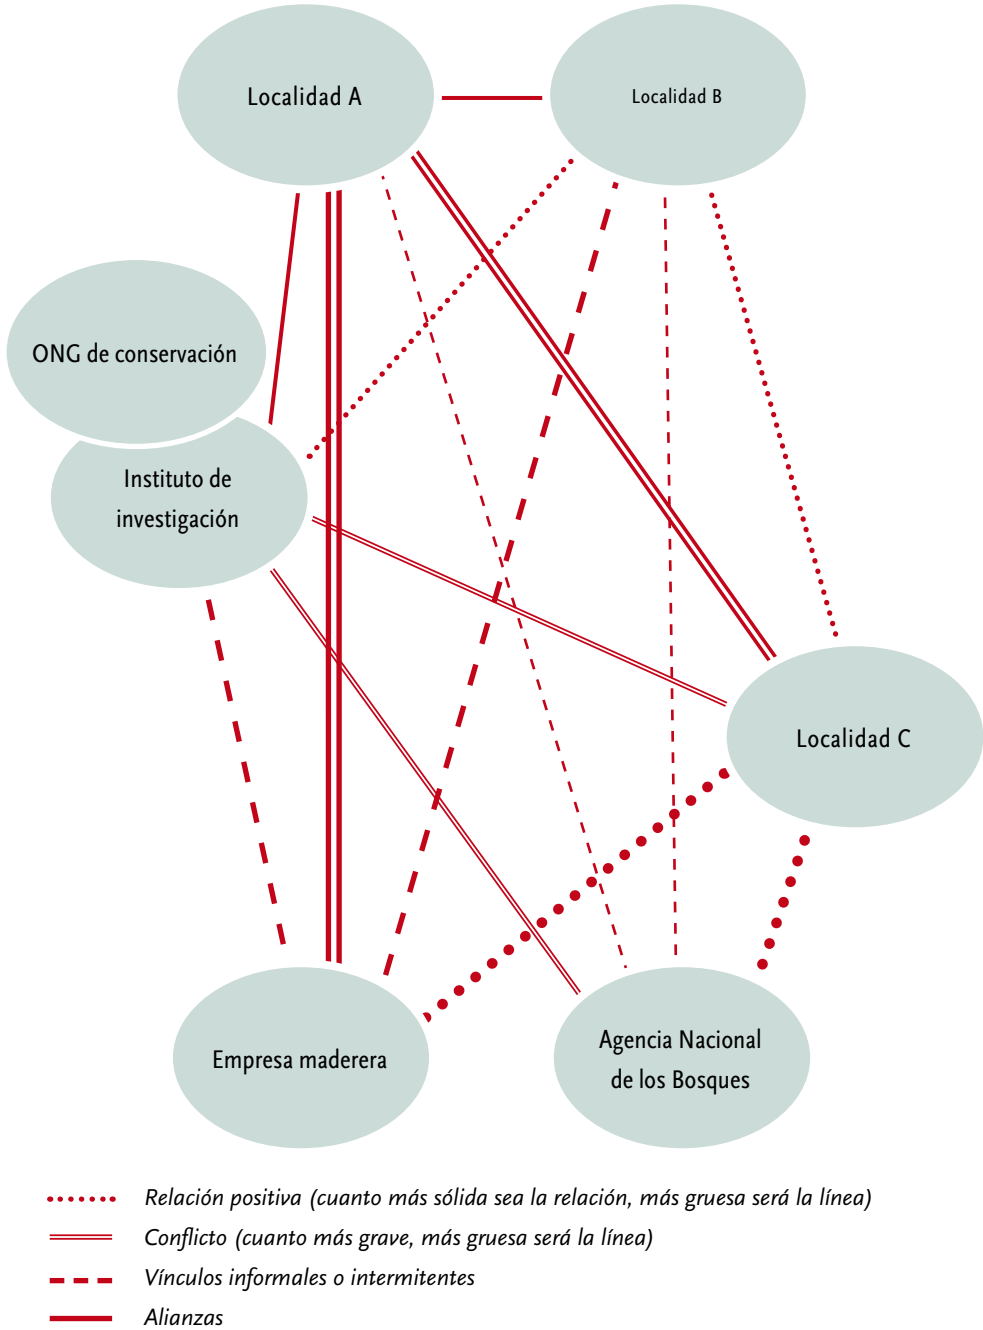 Localidad A
Localidad B
ONG de conservación
Instituto de
investigación
Localidad C
Empresa maderera
Agencia Nacional
de los Bosques
Relación positiva (cuanto más sólida sea la relación, más gruesa será la línea)
Conflicto (cuanto más grave, más gruesa será la línea)
Vínculos informales o intermitentes
Alianzas